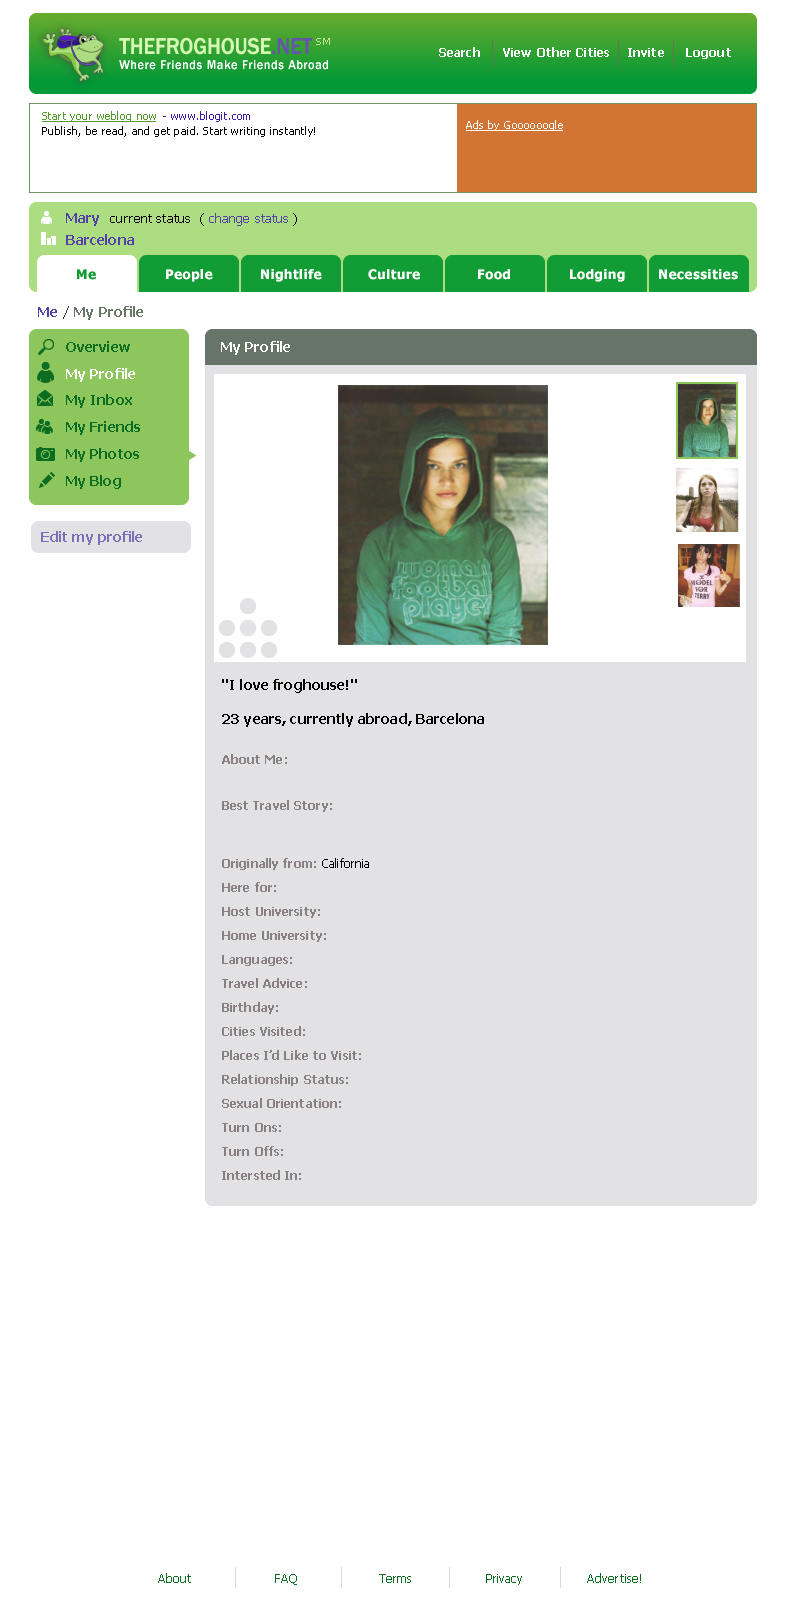 THEFROGHOUSE.NET SM
Where Friends Make Friends Abroad
Search View Other Cities Invite Logout
Start your weblog now - www.blogit.com
Publish, be read, and get paid. Start writing instantly!
Ads by Goooooogle
Mary current status ( change status )
Barcelona
Me People Nightlife Culture Food Lodging Necessities
Me / My Profile
Overview
My Profile
My Inbox
My Friends
My Photos
My Blog
Edit my profile
My Profile
woman
football
player
"I love froghouse!"
23 years, currently abroad, Barcelona
About Me:
Best Travel Story:
Originally from: California
Here for:
Host University:
Home University:
Languages:
Travel Advice:
Birthday:
Cities Visited:
Places I'd Like to Visit:
Relationship Status:
Sexual Orientation:
Turn Ons:
Turn Offs:
Intersted In:
About FAQ Terms Privacy Advertise!